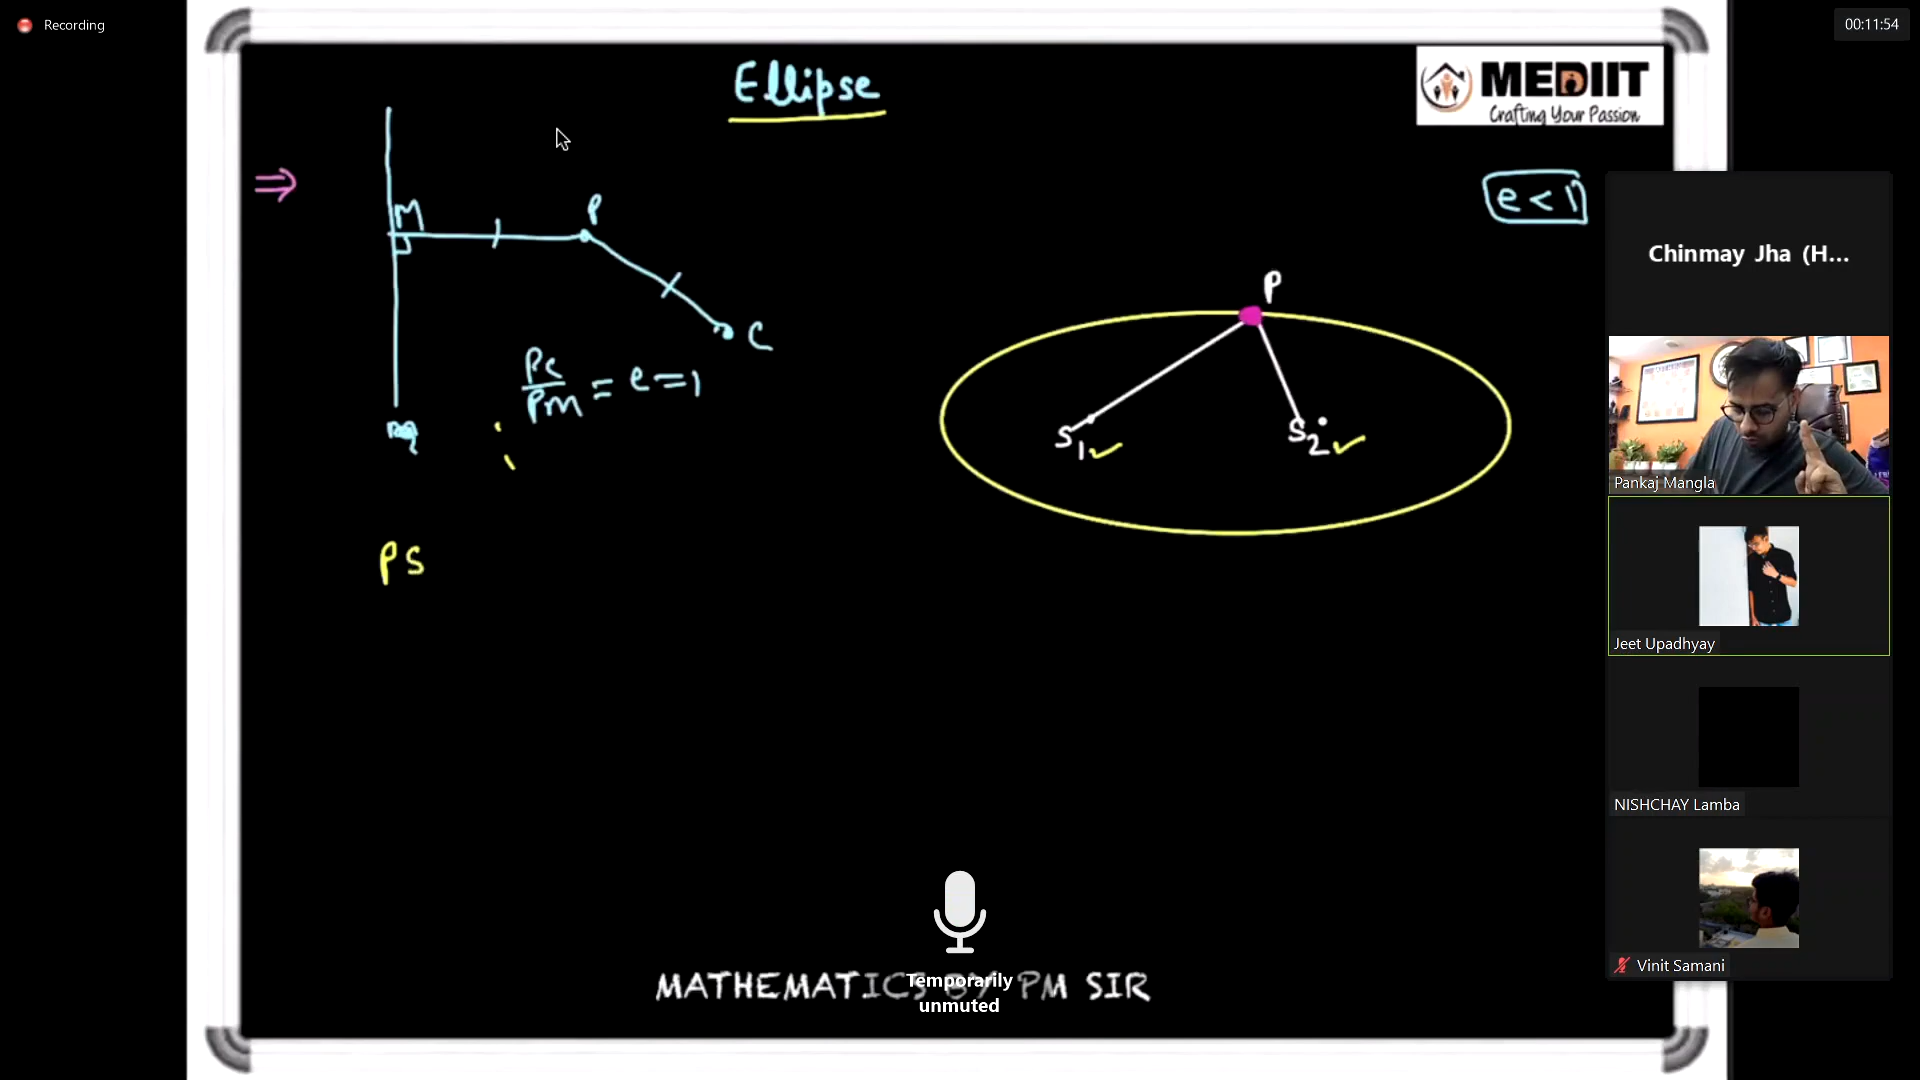 Recording
00:11:54
Ellipse
MEDIIT
Crafting Your Passion
⇒
e < 1
M
P
C
PC/PM = e = 1
P
S1 ✓
S2 ✓
PS
Chinmay Jha (H...
Pankaj Mangla
Jeet Upadhyay
NISHCHAY Lamba
Vinit Samani
MATHEMATICS BY PM SIR
Temporarily
unmuted